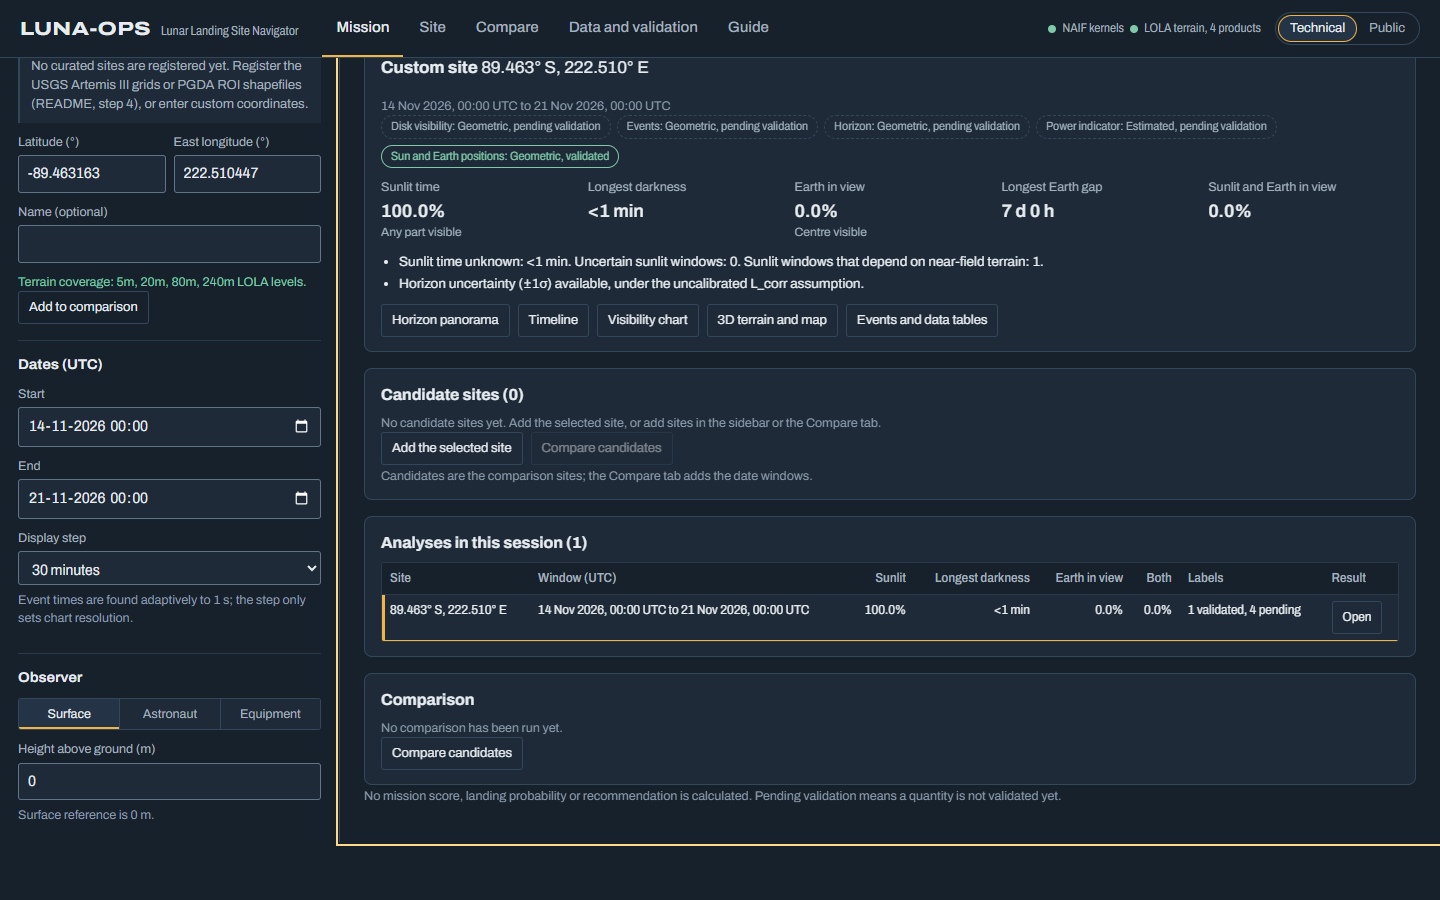 LUNA-OPS Lunar Landing Site Navigator
Mission Site Compare Data and validation Guide
NAIF kernels LOLA terrain, 4 products Technical Public
No curated sites are registered yet. Register the
USGS Artemis III grids or PGDA ROI shapefiles
(README, step 4), or enter custom coordinates.
Latitude (°) East longitude (°)
-89.463163 222.510447
Name (optional)
Terrain coverage: 5m, 20m, 80m, 240m LOLA levels.
Add to comparison
Dates (UTC)
Start
14-11-2026 00:00
End
21-11-2026 00:00
Display step
30 minutes
Event times are found adaptively to 1 s; the step only
sets chart resolution.
Observer
Surface Astronaut Equipment
Height above ground (m)
0
Surface reference is 0 m.
Custom site 89.463° S, 222.510° E
14 Nov 2026, 00:00 UTC to 21 Nov 2026, 00:00 UTC
Disk visibility: Geometric, pending validation Events: Geometric, pending validation Horizon: Geometric, pending validation Power indicator: Estimated, pending validation
Sun and Earth positions: Geometric, validated
Sunlit time Longest darkness Earth in view Longest Earth gap Sunlit and Earth in view
100.0% <1 min 0.0% 7 d 0 h 0.0%
Any part visible Centre visible
• Sunlit time unknown: <1 min. Uncertain sunlit windows: 0. Sunlit windows that depend on near-field terrain: 1.
• Horizon uncertainty (±1σ) available, under the uncalibrated L_corr assumption.
Horizon panorama Timeline Visibility chart 3D terrain and map Events and data tables
Candidate sites (0)
No candidate sites yet. Add the selected site, or add sites in the sidebar or the Compare tab.
Add the selected site Compare candidates
Candidates are the comparison sites; the Compare tab adds the date windows.
Analyses in this session (1)
Site Window (UTC) Sunlit Longest darkness Earth in view Both Labels Result
89.463° S, 222.510° E 14 Nov 2026, 00:00 UTC to 21 Nov 2026, 00:00 UTC 100.0% <1 min 0.0% 0.0% 1 validated, 4 pending Open
Comparison
No comparison has been run yet.
Compare candidates
No mission score, landing probability or recommendation is calculated. Pending validation means a quantity is not validated yet.